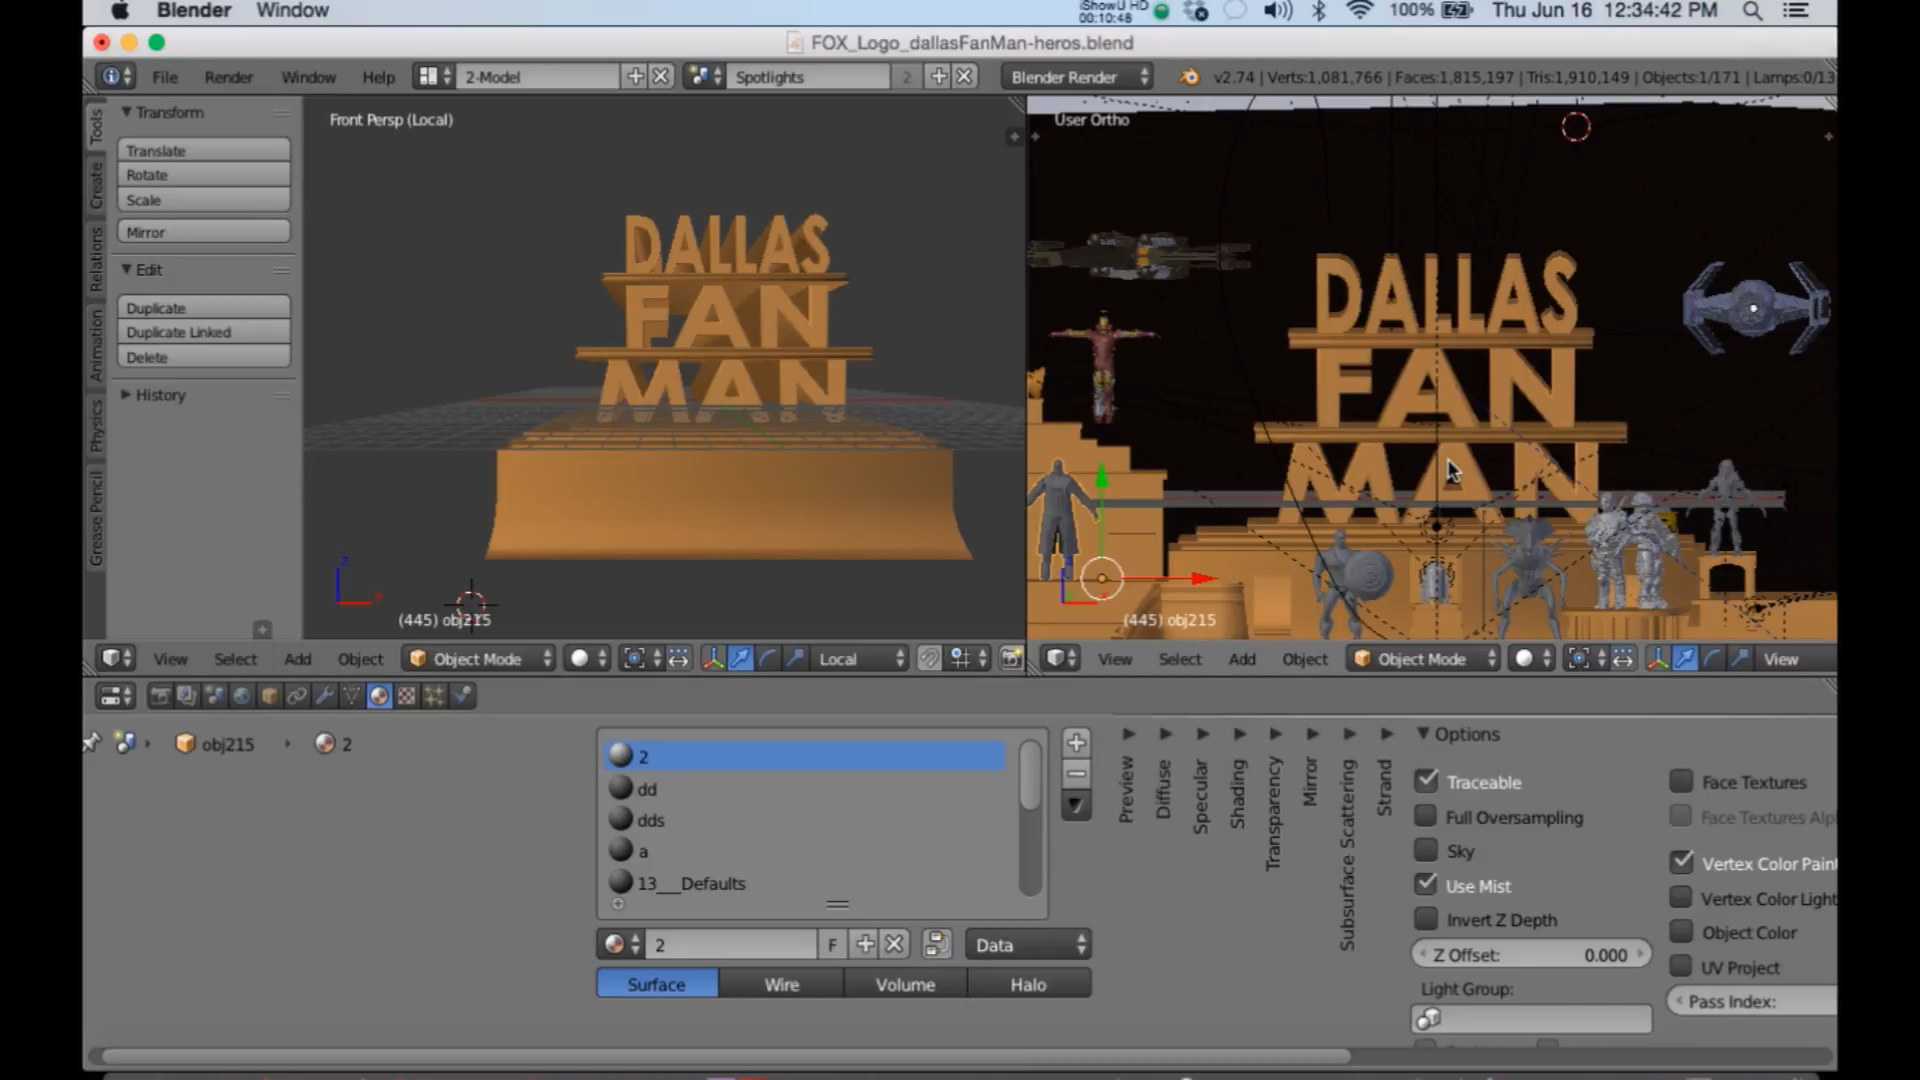 Blender Window
iShowU HD
00:10:48
100%
Thu Jun 16 12:34:42 PM
FOX_Logo_dallasFanMan-heros.blend
File Render Window Help 2-Model Spotlights 2 Blender Render v2.74 | Verts:1,081,766 | Faces:1,815,197 | Tris:1,910,149 | Objects:1/171 | Lamps:0/13
Tools
Create
Relations
Animation
Physics
Grease Pencil
Transform
Translate
Rotate
Scale
Mirror
Edit
Duplicate
Duplicate Linked
Delete
History
Front Persp (Local)
DALLAS
FAN
MAN
(445) obj215
User Ortho
DALLAS
FAN
MAN
(445) obj215
View Select Add Object Object Mode Local
View Select Add Object Object Mode View
obj215 2
2
dd
dds
a
13___Defaults
2 F Data
Surface Wire Volume Halo
Preview
Diffuse
Specular
Shading
Transparency
Mirror
Subsurface Scattering
Strand
Options
Traceable
Full Oversampling
Sky
Use Mist
Invert Z Depth
Z Offset: 0.000
Light Group:
Face Textures
Face Textures Alp
Vertex Color Pain
Vertex Color Light
Object Color
UV Project
Pass Index: